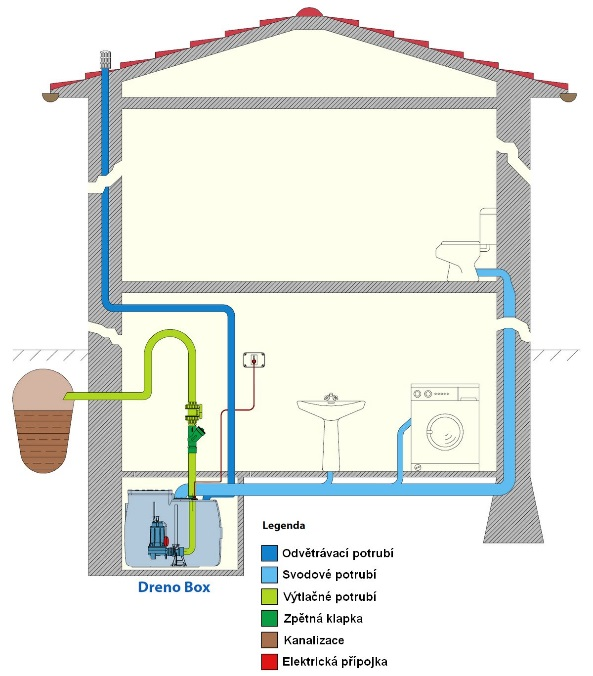 Dreno Box
Legenda
Odvětrávací potrubí
Svodové potrubí
Výtlačné potrubí
Zpětná klapka
Kanalizace
Elektrická přípojka